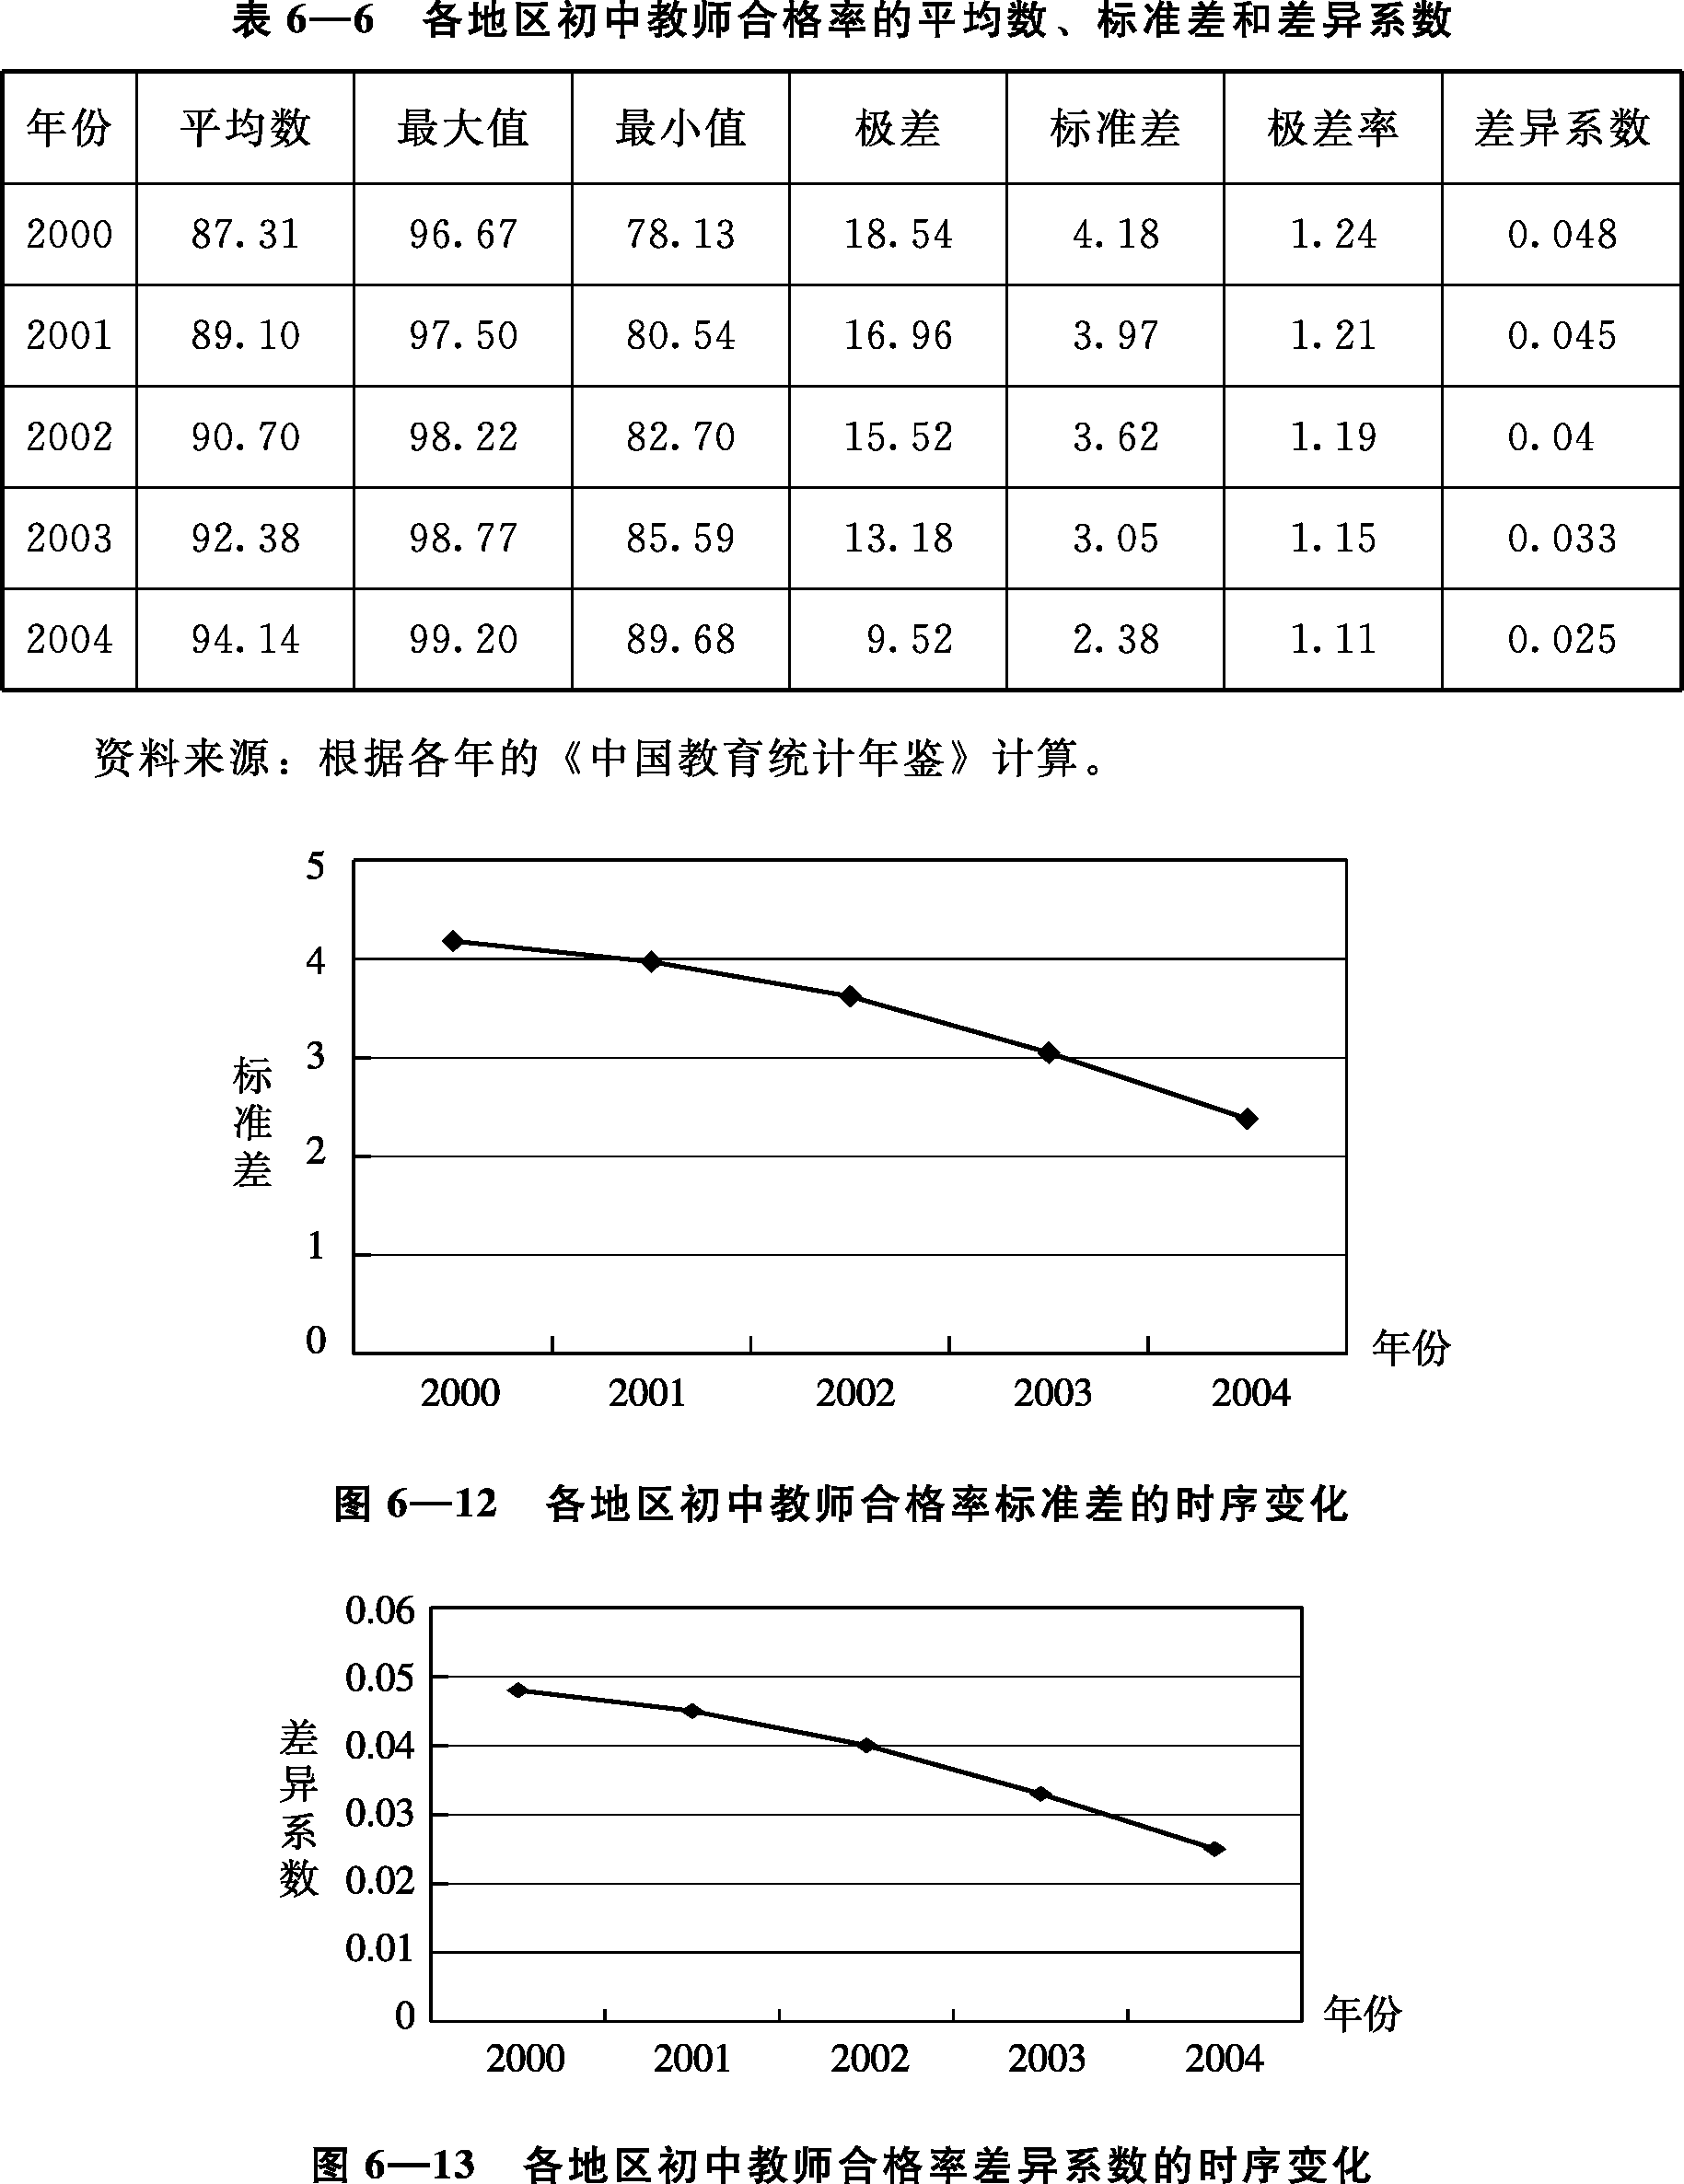 表 6—6 各地区初中教师合格率的平均数、标准差和差异系数
年份 平均数 最大值 最小值 极差 标准差 极差率 差异系数
2000 87.31 96.67 78.13 18.54 4.18 1.24 0.048
2001 89.10 97.50 80.54 16.96 3.97 1.21 0.045
2002 90.70 98.22 82.70 15.52 3.62 1.19 0.04
2003 92.38 98.77 85.59 13.18 3.05 1.15 0.033
2004 94.14 99.20 89.68 9.52 2.38 1.11 0.025
资料来源：根据各年的《中国教育统计年鉴》计算。
5
4
3
2
1
0
标准差
年份
2000 2001 2002 2003 2004
图 6—12 各地区初中教师合格率标准差的时序变化
0.06
0.05
0.04
0.03
0.02
0.01
0
差异系数
年份
2000 2001 2002 2003 2004
图 6—13 各地区初中教师合格率差异系数的时序变化